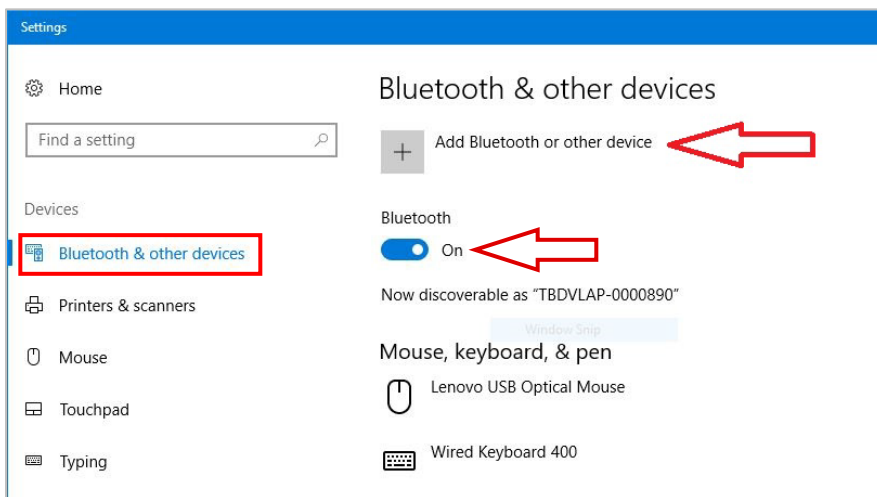 Settings
Home
Find a setting
Devices
Bluetooth & other devices
Printers & scanners
Mouse
Touchpad
Typing
Bluetooth & other devices
Add Bluetooth or other device
Bluetooth
On
Now discoverable as “TBDVLAP-0000890”
Window Snip
Mouse, keyboard, & pen
Lenovo USB Optical Mouse
Wired Keyboard 400